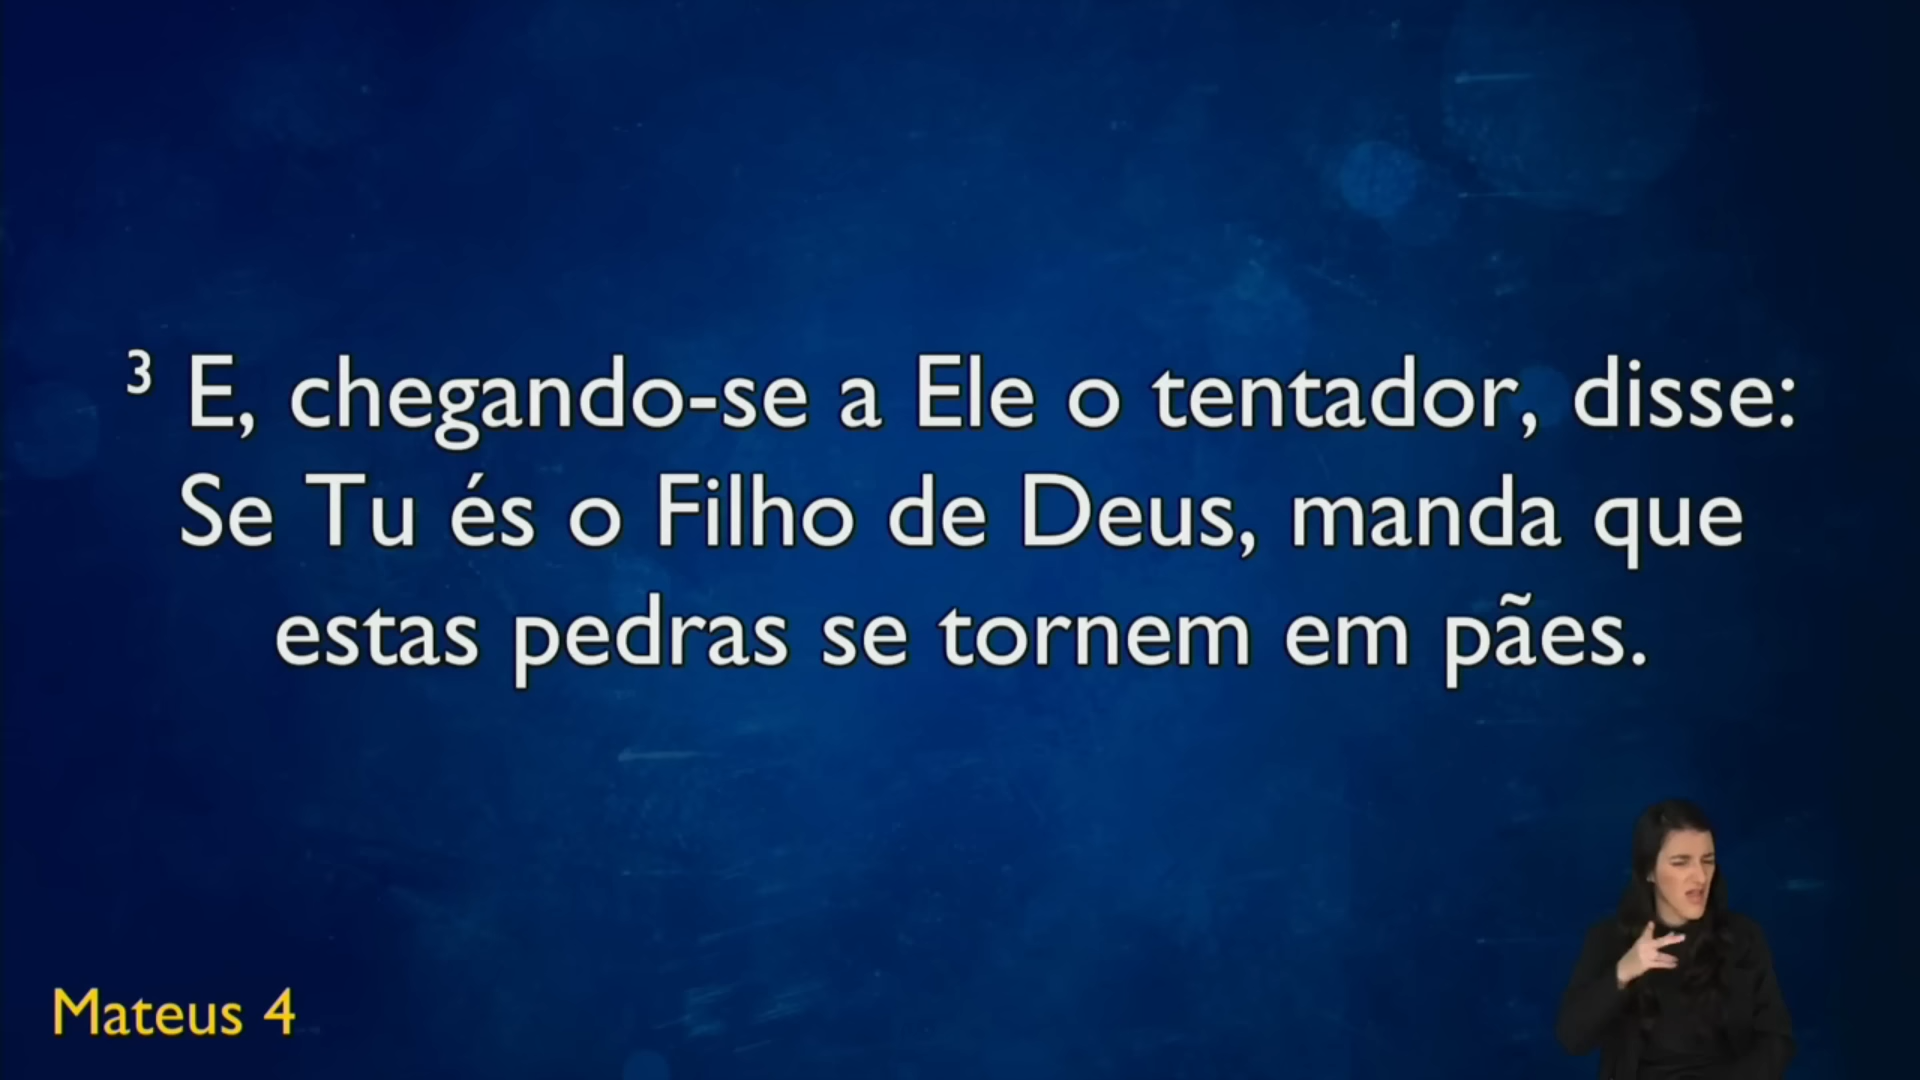 ³ E, chegando-se a Ele o tentador, disse:
Se Tu és o Filho de Deus, manda que
estas pedras se tornem em pães.
Mateus 4